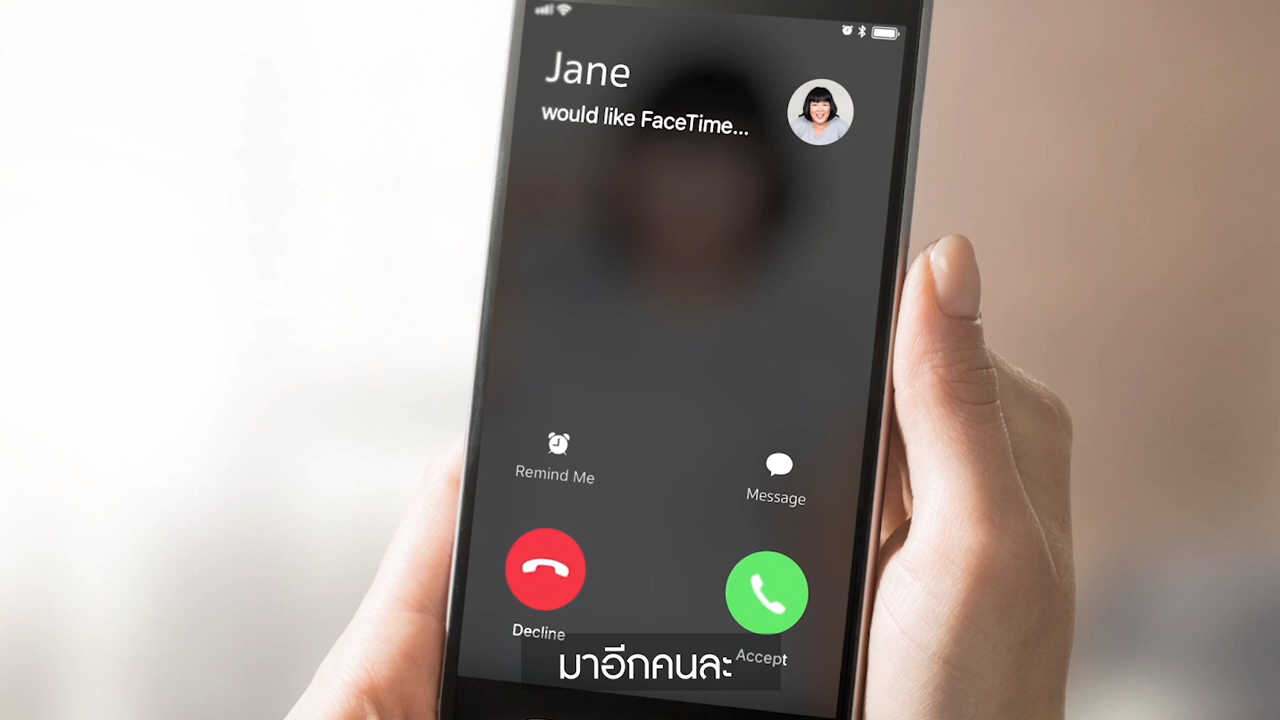 Jane
would like FaceTime...
Remind Me
Message
Decline
Accept
มาอีกคนละ